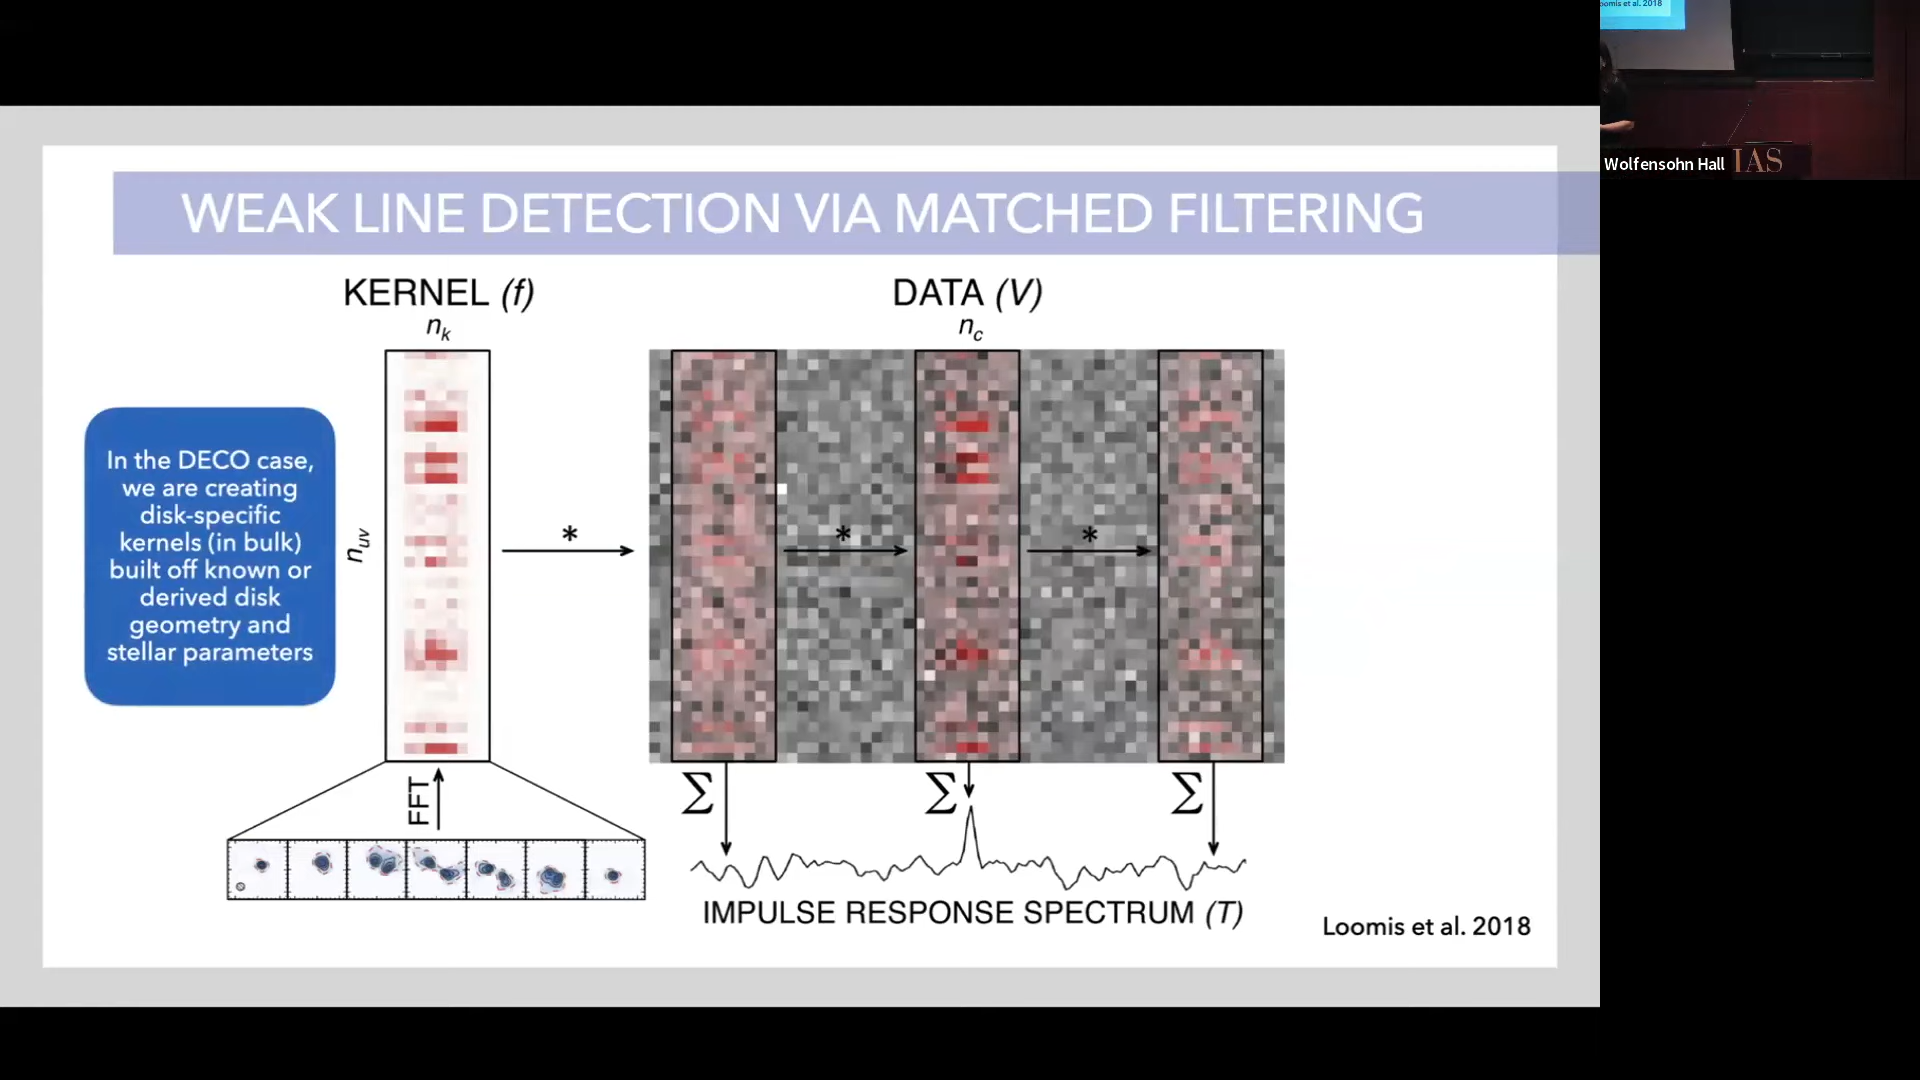 oomis et al. 2018
Wolfensohn Hall
IAS
WEAK LINE DETECTION VIA MATCHED FILTERING
KERNEL (f)
n_k
DATA (V)
n_c
In the DECO case,
we are creating
disk-specific
kernels (in bulk)
built off known or
derived disk
geometry and
stellar parameters
n_uv
*
*
*
FFT
Σ
Σ
Σ
IMPULSE RESPONSE SPECTRUM (T)
Loomis et al. 2018